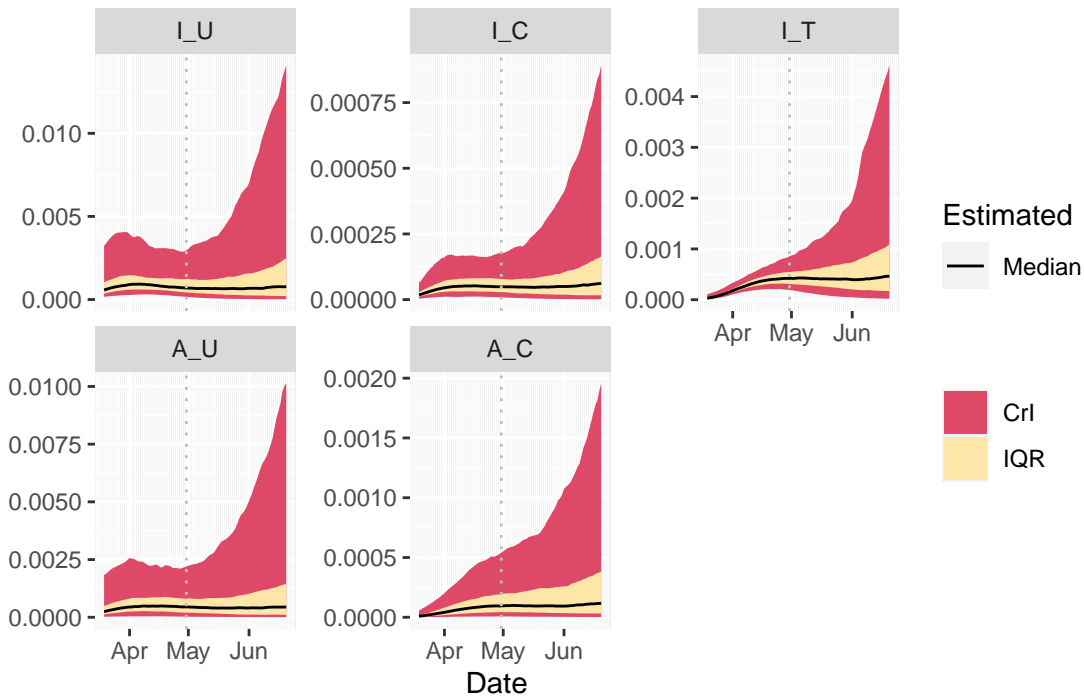 I_U
I_C
I_T
0.010
0.005
0.000
0.00075
0.00050
0.00025
0.00000
0.004
0.003
0.002
0.001
0.000
Apr May Jun
A_U
A_C
0.0100
0.0075
0.0050
0.0025
0.0000
0.0020
0.0015
0.0010
0.0005
0.0000
Apr May Jun
Apr May Jun
Date
Estimated
Median
CrI
IQR